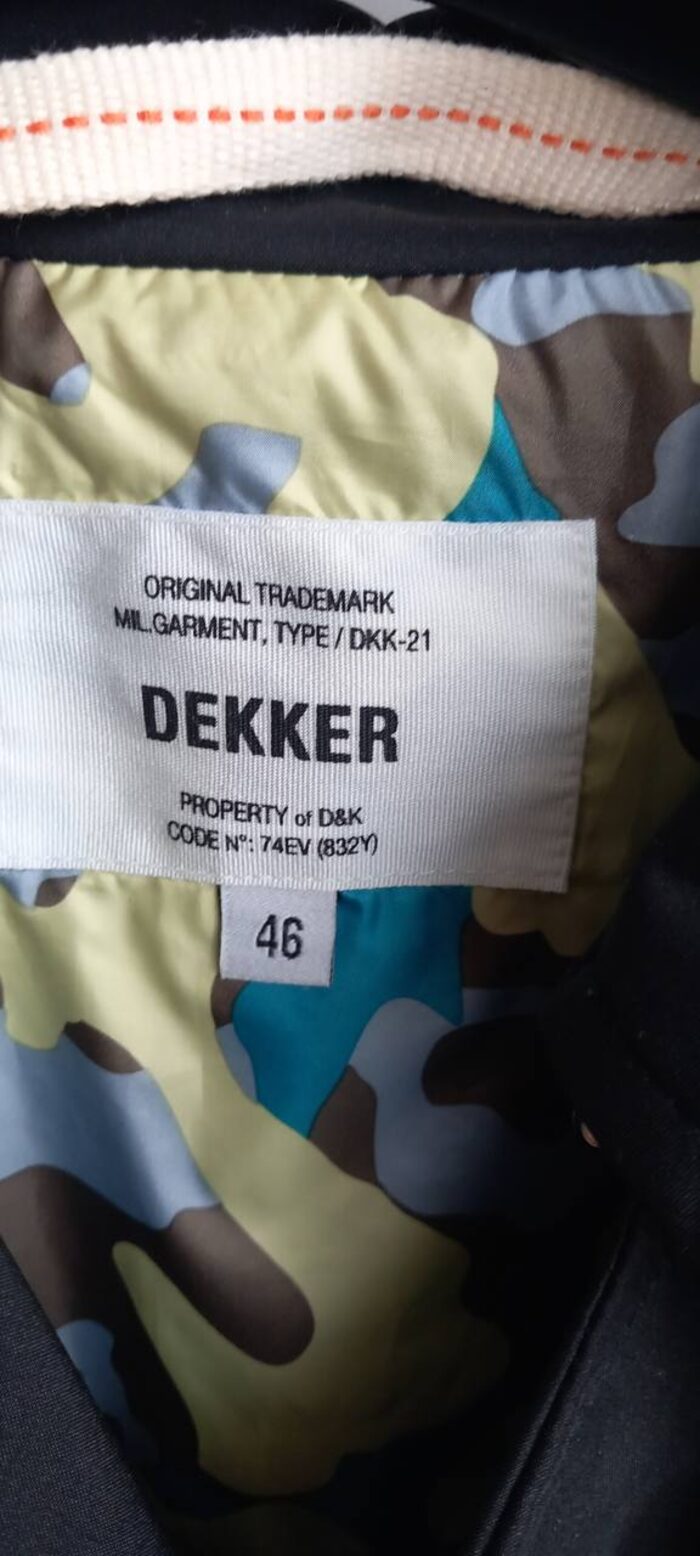 ORIGINAL TRADEMARK
MIL.GARMENT, TYPE / DKK-21
DEKKER
PROPERTY of D&K
CODE N°: 74EV (832Y)
46